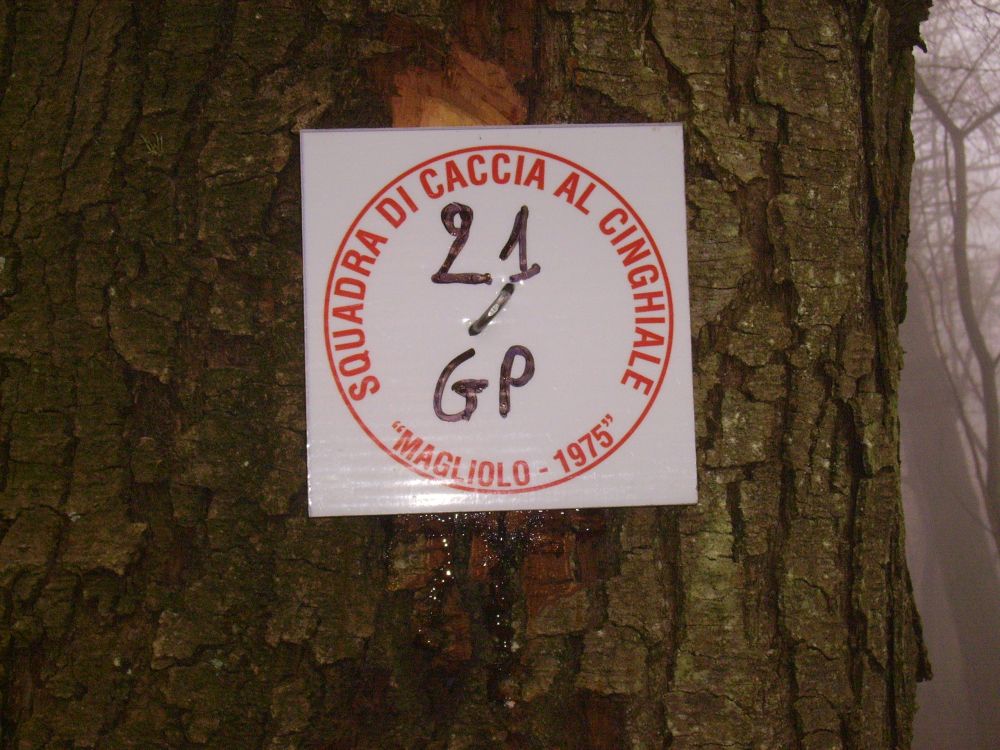 SQUADRA DI CACCIA AL CINGHIALE
21
GP
"MAGLIOLO - 1975"